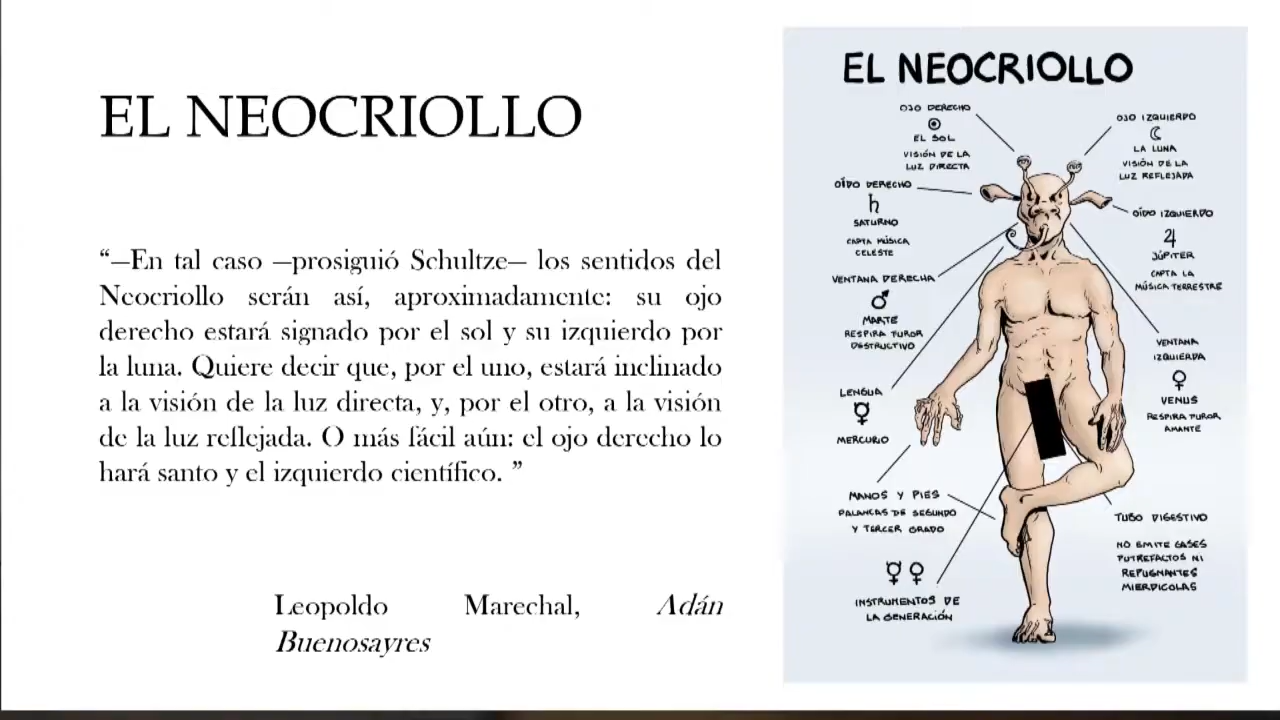 EL NEOCRIOLLO
“—En tal caso —prosiguió Schultze— los sentidos del
Neocriollo serán así, aproximadamente: su ojo
derecho estará signado por el sol y su izquierdo por
la luna. Quiere decir que, por el uno, estará inclinado
a la visión de la luz directa, y, por el otro, a la visión
de la luz reflejada. O más fácil aún: el ojo derecho lo
hará santo y el izquierdo científico. ”
Leopoldo Marechal, Adán
Buenosayres
EL NEOCRIOLLO
OJO DERECHO
☉
EL SOL
VISIÓN DE LA
LUZ DIRECTA
OJO IZQUIERDO
☾
LA LUNA
VISIÓN DE LA
LUZ REFLEJADA
OÍDO DERECHO
♄
SATURNO
CAPTA MÚSICA
CELESTE
OÍDO IZQUIERDO
♃
JÚPITER
CAPTA LA
MÚSICA TERRESTRE
VENTANA DERECHA
♂
MARTE
RESPIRA FUROR
DESTRUCTIVO
VENTANA
IZQUIERDA
♀
VENUS
RESPIRA FUROR
AMANTE
LENGUA
☿
MERCURIO
MANOS Y PIES
PALANCAS DE SEGUNDO
Y TERCER GRADO
TUBO DIGESTIVO
NO EMITE GASES
PUTREFACTOS NI
REPUGNANTES
MIERDICOLAS
☿ ♀
INSTRUMENTOS DE
LA GENERACIÓN